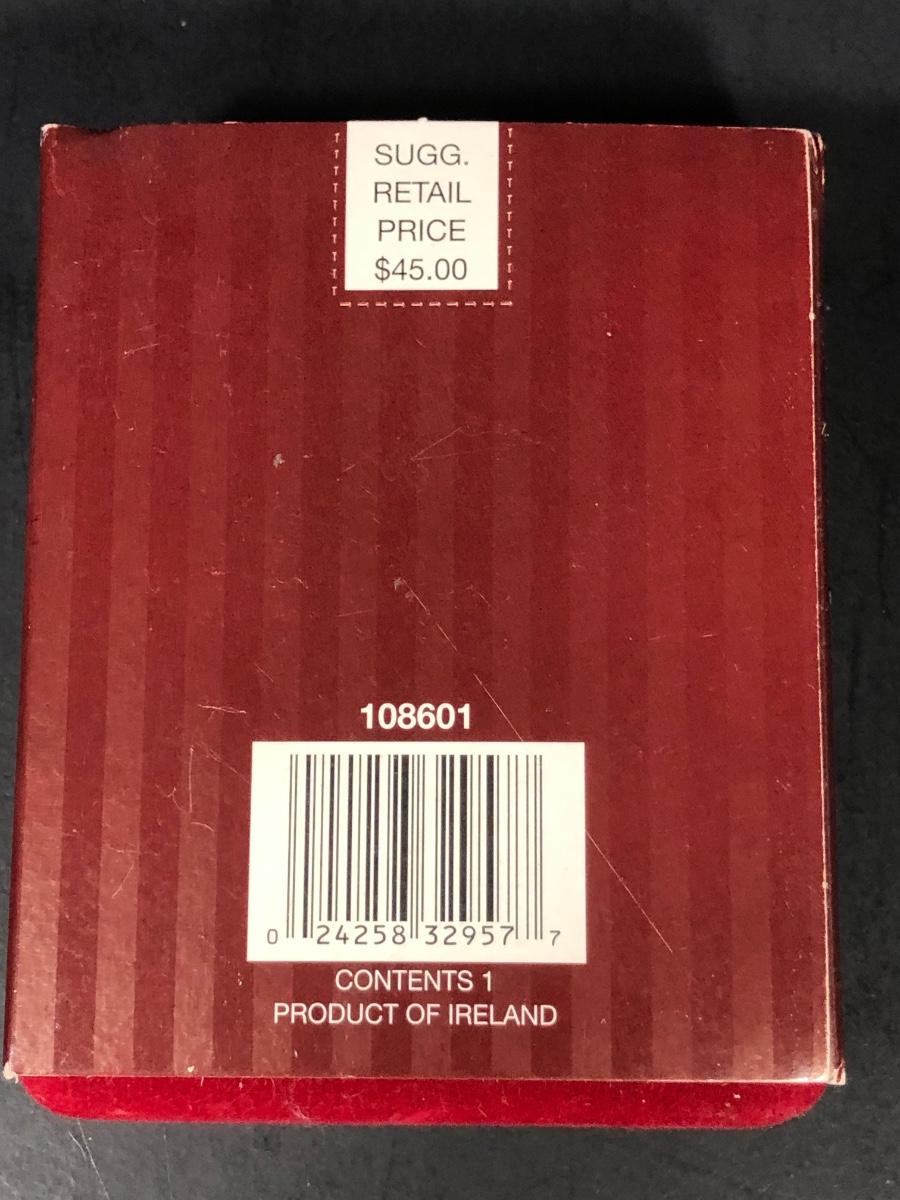 SUGG.
RETAIL
PRICE
$45.00
108601
0 24258 32957 7
CONTENTS 1
PRODUCT OF IRELAND